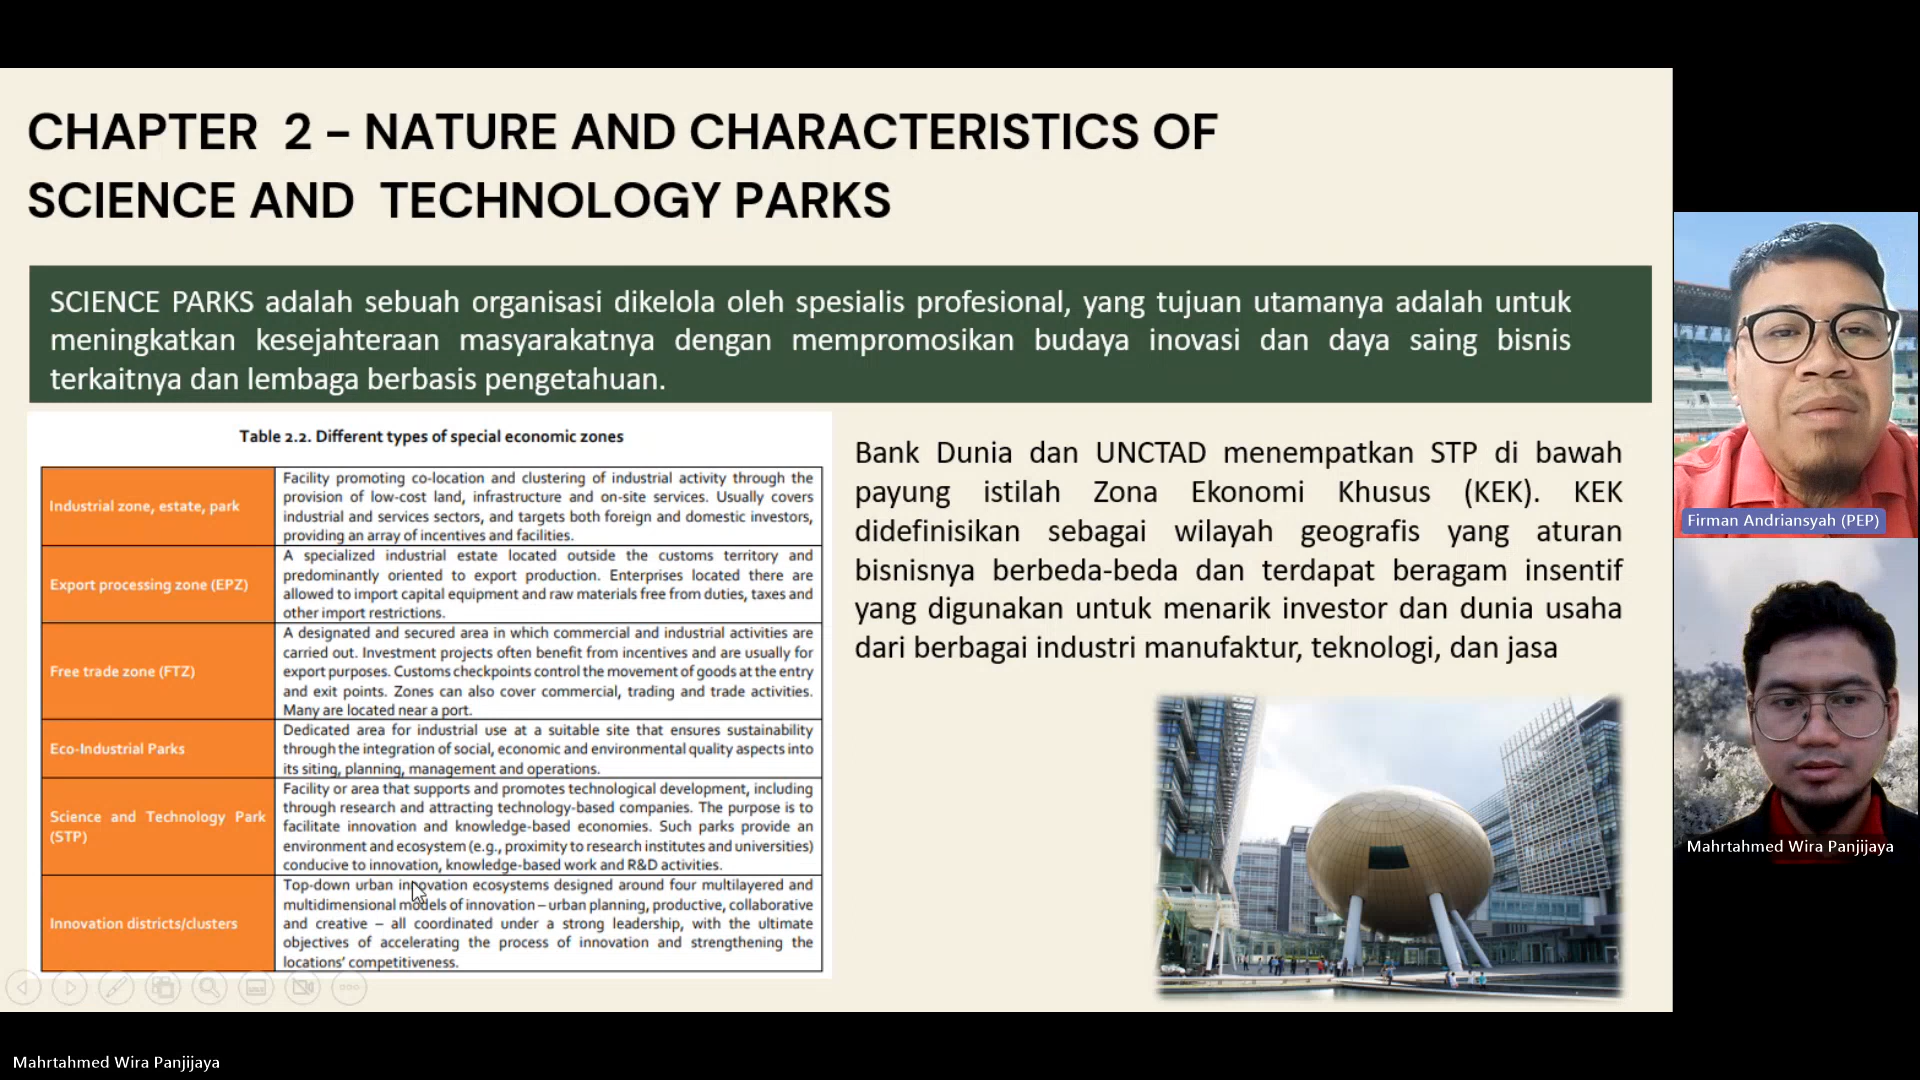 CHAPTER 2 – NATURE AND CHARACTERISTICS OF
SCIENCE AND TECHNOLOGY PARKS
SCIENCE PARKS adalah sebuah organisasi dikelola oleh spesialis profesional, yang tujuan utamanya adalah untuk
meningkatkan kesejahteraan masyarakatnya dengan mempromosikan budaya inovasi dan daya saing bisnis
terkaitnya dan lembaga berbasis pengetahuan.
Table 2.2. Different types of special economic zones
Industrial zone, estate, park
Facility promoting co-location and clustering of industrial activity through the
provision of low-cost land, infrastructure and on-site services. Usually covers
industrial and services sectors, and targets both foreign and domestic investors,
providing an array of incentives and facilities.
Export processing zone (EPZ)
A specialized industrial estate located outside the customs territory and
predominantly oriented to export production. Enterprises located there are
allowed to import capital equipment and raw materials free from duties, taxes and
other import restrictions.
Free trade zone (FTZ)
A designated and secured area in which commercial and industrial activities are
carried out. Investment projects often benefit from incentives and are usually for
export purposes. Customs checkpoints control the movement of goods at the entry
and exit points. Zones can also cover commercial, trading and trade activities.
Many are located near a port.
Eco-Industrial Parks
Dedicated area for industrial use at a suitable site that ensures sustainability
through the integration of social, economic and environmental quality aspects into
its siting, planning, management and operations.
Science and Technology Park
(STP)
Facility or area that supports and promotes technological development, including
through research and attracting technology-based companies. The purpose is to
facilitate innovation and knowledge-based economies. Such parks provide an
environment and ecosystem (e.g., proximity to research institutes and universities)
conducive to innovation, knowledge-based work and R&D activities.
Innovation districts/clusters
Top-down urban innovation ecosystems designed around four multilayered and
multidimensional models of innovation – urban planning, productive, collaborative
and creative – all coordinated under a strong leadership, with the ultimate
objectives of accelerating the process of innovation and strengthening the
locations' competitiveness.
Bank Dunia dan UNCTAD menempatkan STP di bawah
payung istilah Zona Ekonomi Khusus (KEK). KEK
didefinisikan sebagai wilayah geografis yang aturan
bisnisnya berbeda-beda dan terdapat beragam insentif
yang digunakan untuk menarik investor dan dunia usaha
dari berbagai industri manufaktur, teknologi, dan jasa
Firman Andriansyah (PEP)
Mahrtahmed Wira Panjijaya
Mahrtahmed Wira Panjijaya